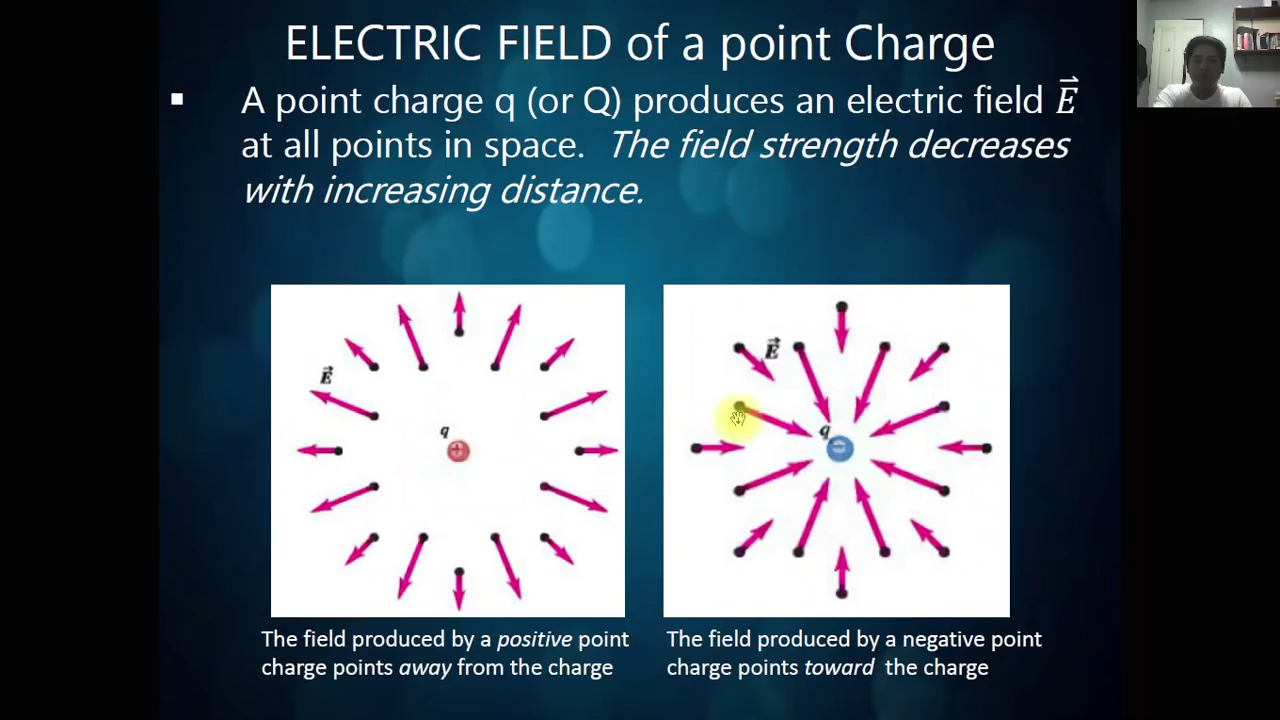 ELECTRIC FIELD of a point Charge
▪ A point charge q (or Q) produces an electric field E⃗
at all points in space. The field strength decreases
with increasing distance.
E⃗
q
+
E⃗
q
−
The field produced by a positive point
charge points away from the charge
The field produced by a negative point
charge points toward the charge